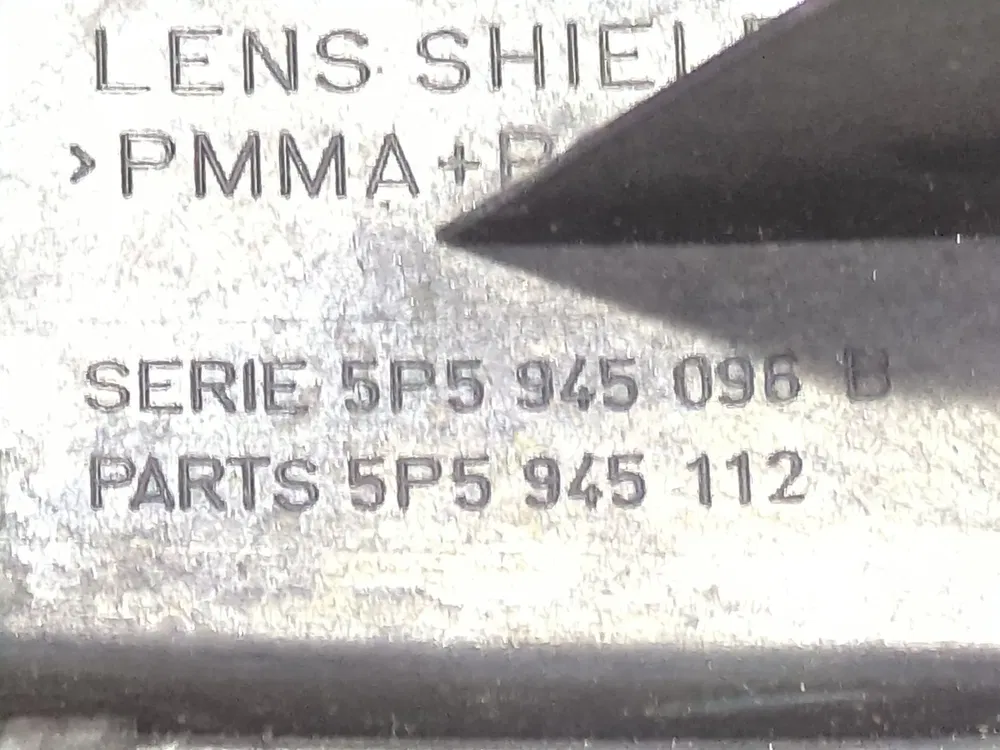 LENS SHIEL
>PMMA+P
SERIE 5P5 945 096 B
PARTS 5P5 945 112